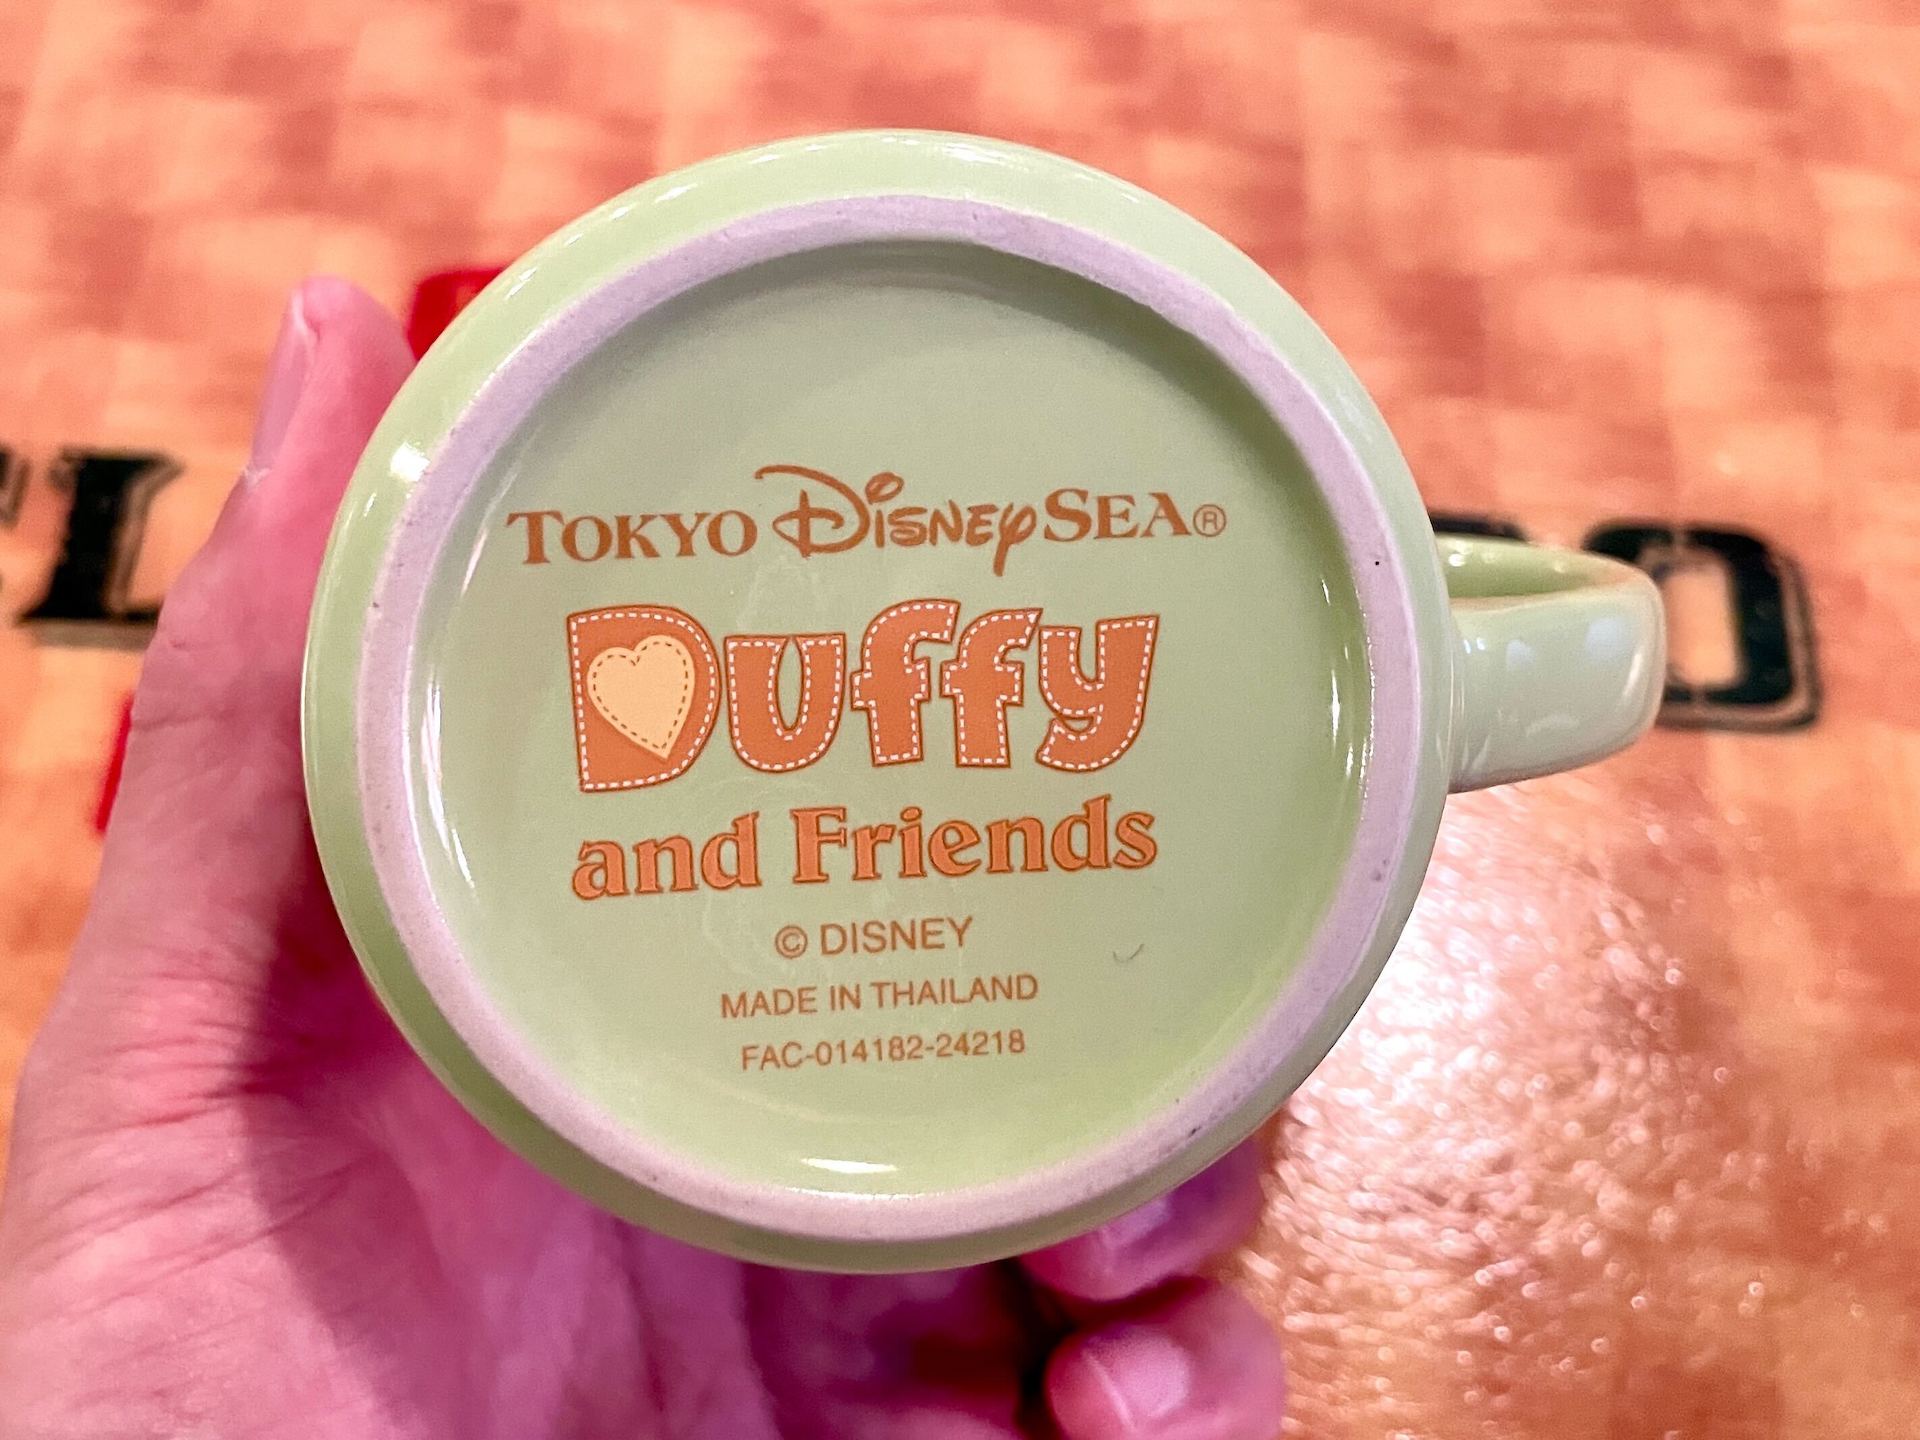 TOKYO DISNEYSEA®
Duffy
and Friends
© DISNEY
MADE IN THAILAND
FAC-014182-24218